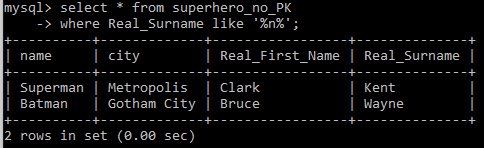 mysql> select * from superhero_no_PK
    -> where Real_Surname like '%n%';
+----------+-------------+-----------------+--------------+
| name     | city        | Real_First_Name | Real_Surname |
+----------+-------------+-----------------+--------------+
| Superman | Metropolis  | Clark           | Kent         |
| Batman   | Gotham City | Bruce           | Wayne        |
+----------+-------------+-----------------+--------------+
2 rows in set (0.00 sec)